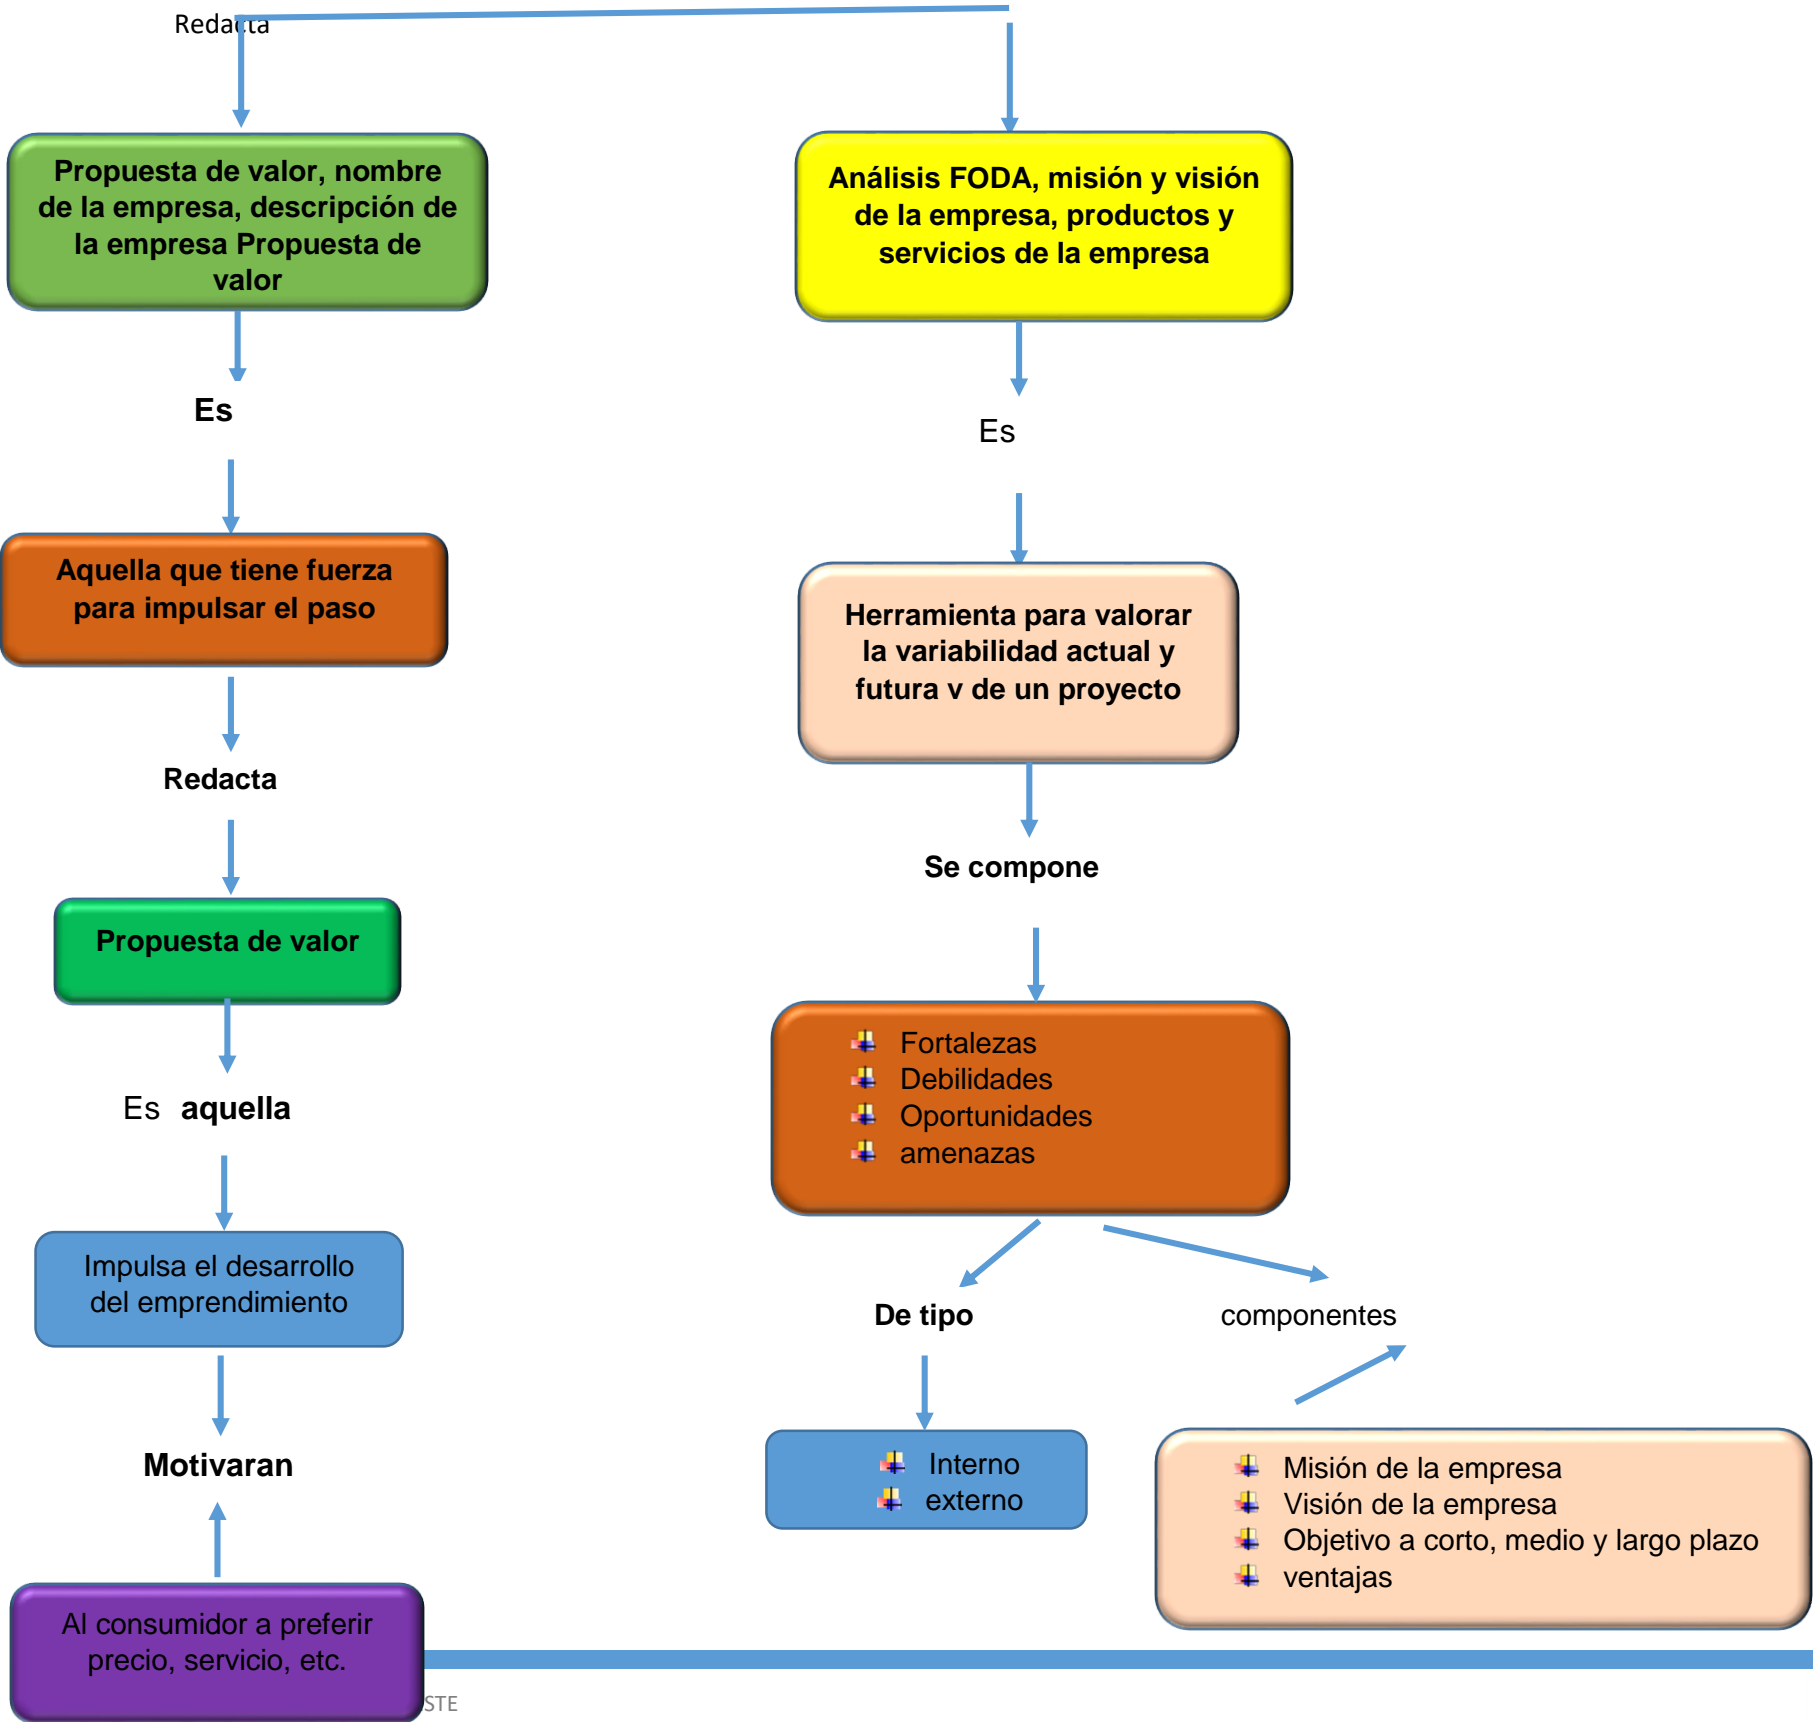 Redacta
Propuesta de valor, nombre
de la empresa, descripción de
la empresa Propuesta de
valor
Es
Aquella que tiene fuerza
para impulsar el paso
Redacta
Propuesta de valor
Es aquella
Impulsa el desarrollo
del emprendimiento
Motivaran
Al consumidor a preferir
precio, servicio, etc.
Análisis FODA, misión y visión
de la empresa, productos y
servicios de la empresa
Es
Herramienta para valorar
la variabilidad actual y
futura v de un proyecto
Se compone
Fortalezas
Debilidades
Oportunidades
amenazas
De tipo
Interno
externo
componentes
Misión de la empresa
Visión de la empresa
Objetivo a corto, medio y largo plazo
ventajas
STE